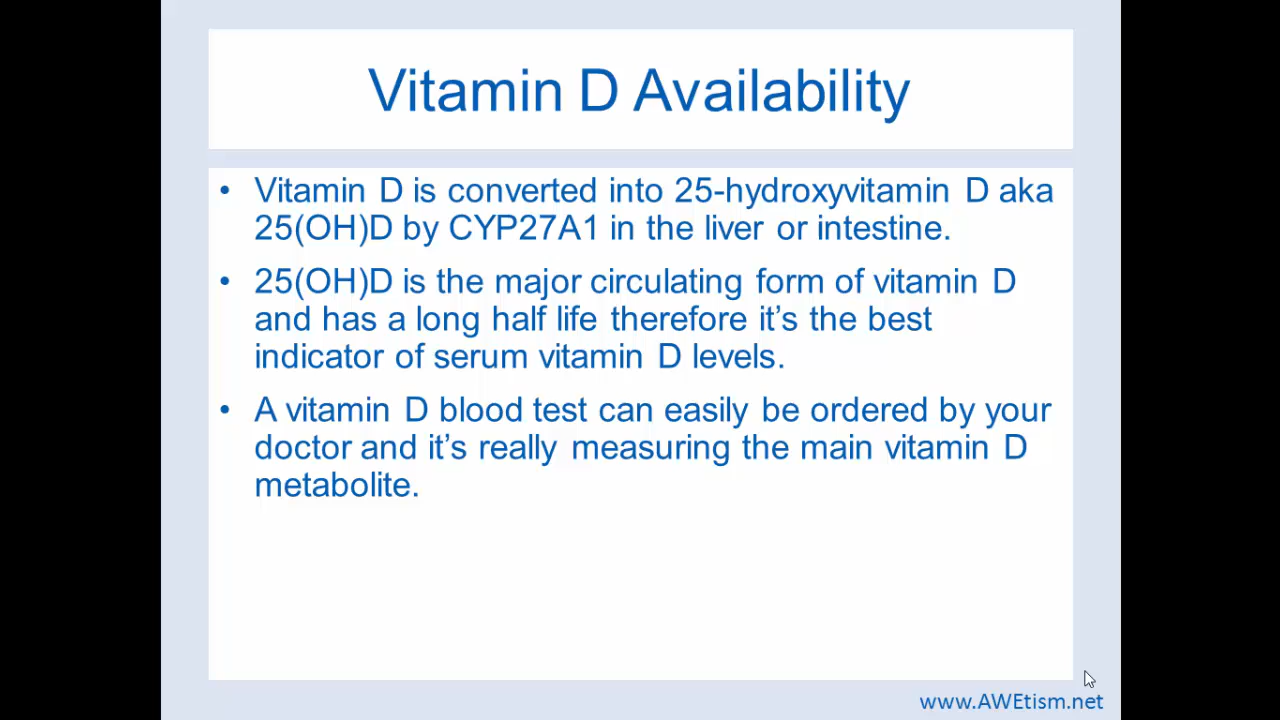 Vitamin D Availability
• Vitamin D is converted into 25-hydroxyvitamin D aka
25(OH)D by CYP27A1 in the liver or intestine.
• 25(OH)D is the major circulating form of vitamin D
and has a long half life therefore it’s the best
indicator of serum vitamin D levels.
• A vitamin D blood test can easily be ordered by your
doctor and it’s really measuring the main vitamin D
metabolite.
www.AWEtism.net